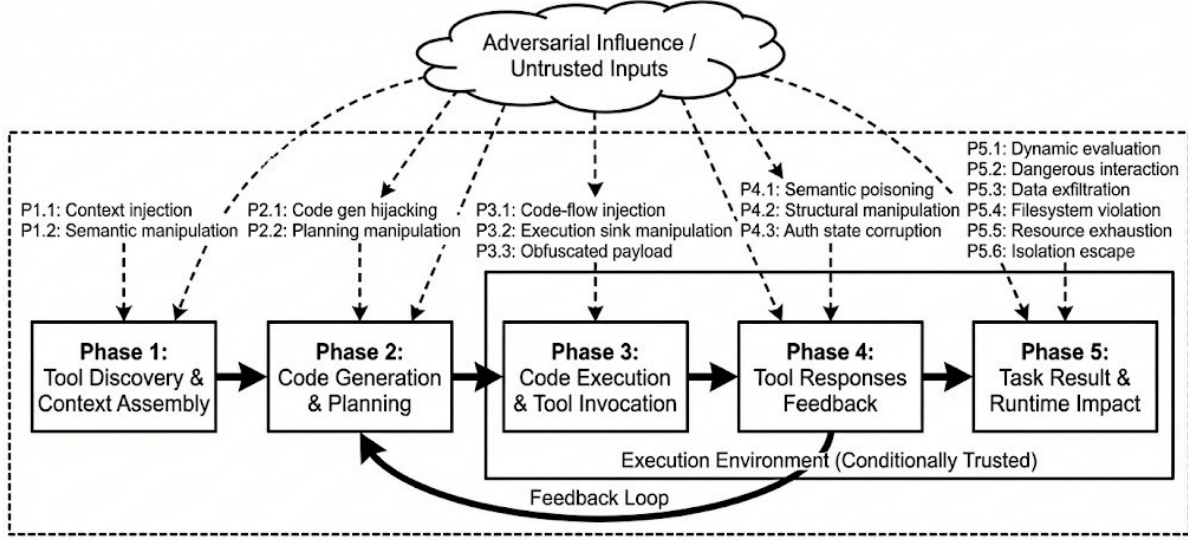 Adversarial Influence /
Untrusted Inputs
P1.1: Context injection
P1.2: Semantic manipulation
P2.1: Code gen hijacking
P2.2: Planning manipulation
P3.1: Code-flow injection
P3.2: Execution sink manipulation
P3.3: Obfuscated payload
P4.1: Semantic poisoning
P4.2: Structural manipulation
P4.3: Auth state corruption
P5.1: Dynamic evaluation
P5.2: Dangerous interaction
P5.3: Data exfiltration
P5.4: Filesystem violation
P5.5: Resource exhaustion
P5.6: Isolation escape
Phase 1:
Tool Discovery &
Context Assembly
Phase 2:
Code Generation
& Planning
Phase 3:
Code Execution
& Tool Invocation
Phase 4:
Tool Responses
Feedback
Phase 5:
Task Result &
Runtime Impact
Execution Environment (Conditionally Trusted)
Feedback Loop